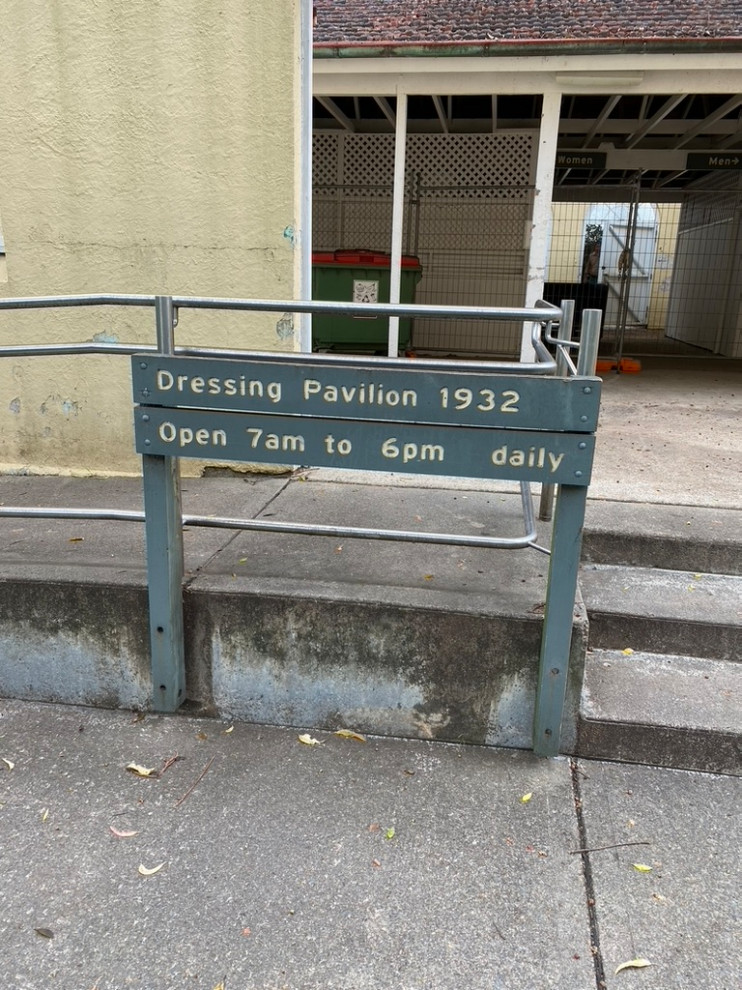 Women
Men→
Dressing Pavilion 1932
Open 7am to 6pm daily